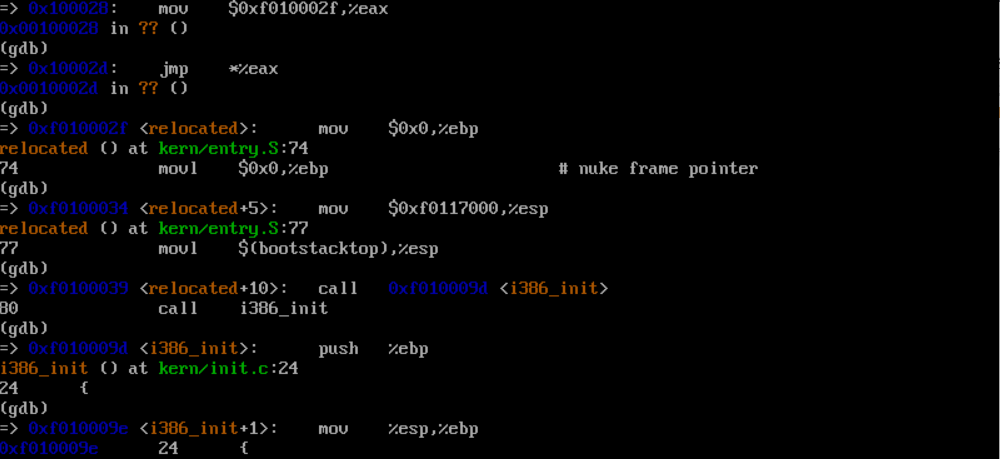 => 0x100028:    mov    $0xf010002f,%eax
0x00100028 in ?? ()
(gdb)
=> 0x10002d:    jmp    *%eax
0x0010002d in ?? ()
(gdb)
=> 0xf010002f <relocated>:      mov    $0x0,%ebp
relocated () at kern/entry.S:74
74              movl    $0x0,%ebp                       # nuke frame pointer
(gdb)
=> 0xf0100034 <relocated+5>:    mov    $0xf0117000,%esp
relocated () at kern/entry.S:77
77              movl    $(bootstacktop),%esp
(gdb)
=> 0xf0100039 <relocated+10>:   call   0xf010009d <i386_init>
80              call    i386_init
(gdb)
=> 0xf010009d <i386_init>:      push   %ebp
i386_init () at kern/init.c:24
24      {
(gdb)
=> 0xf010009e <i386_init+1>:    mov    %esp,%ebp
0xf010009e      24      {